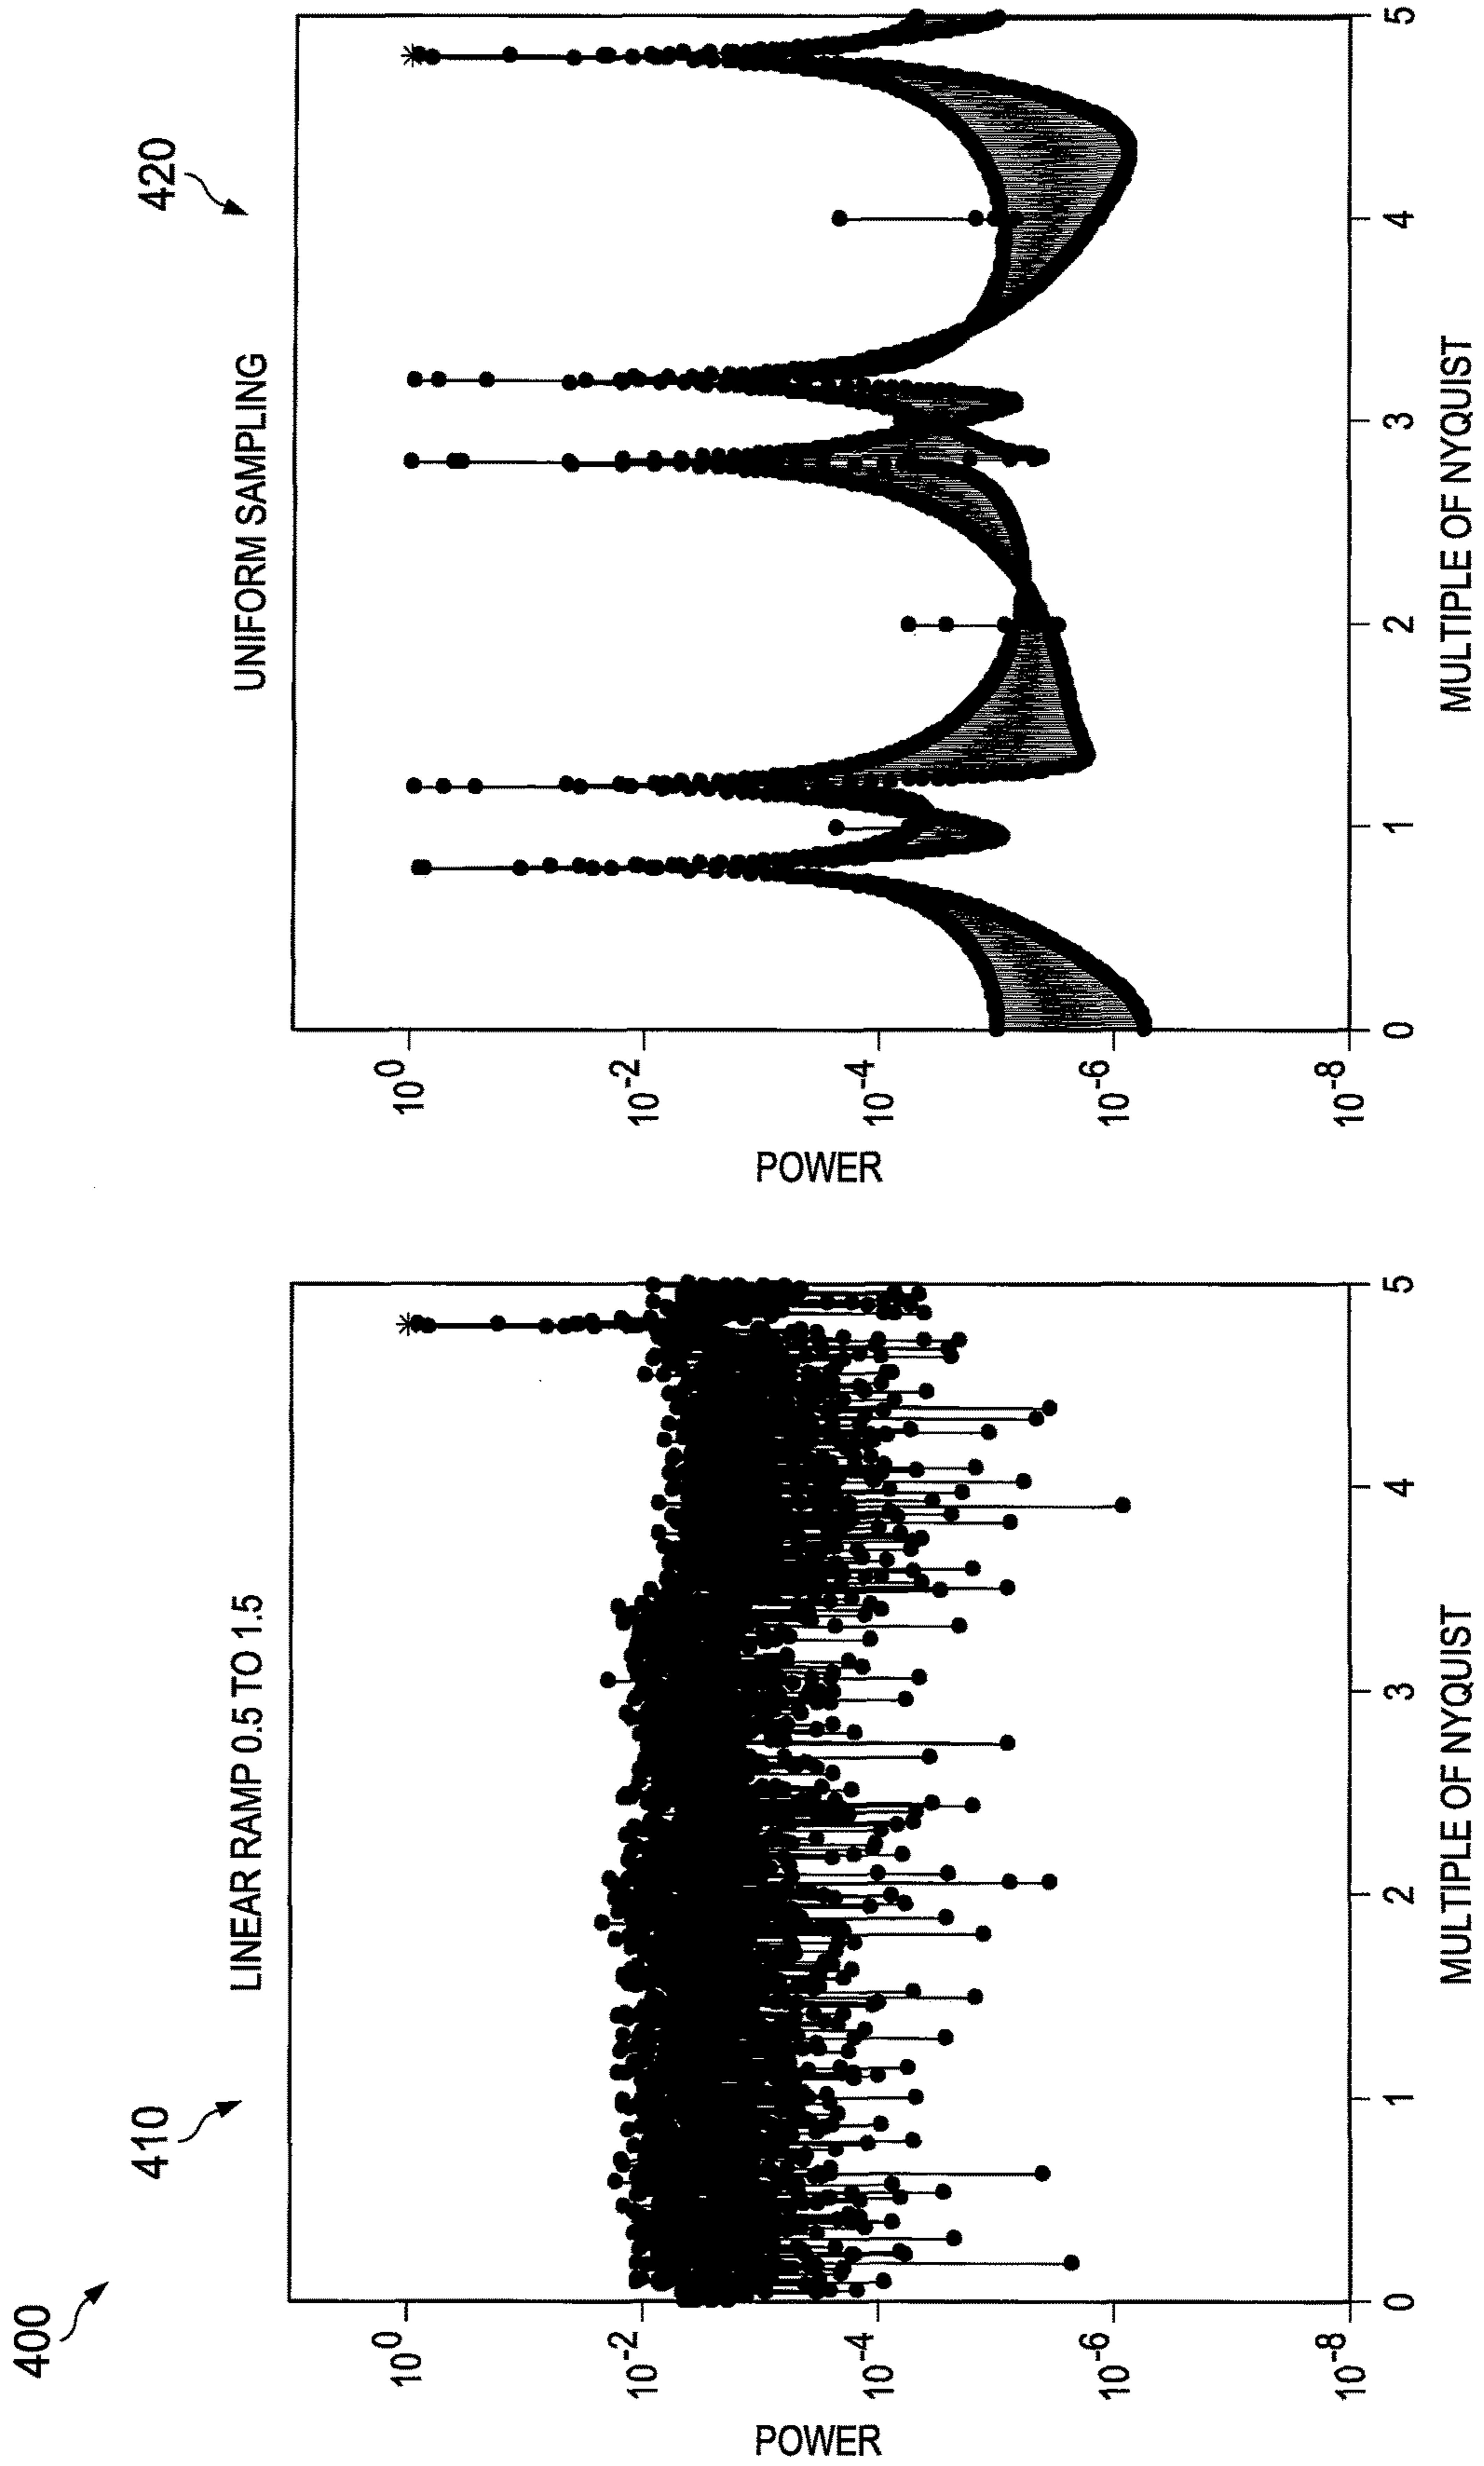 400
410
LINEAR RAMP 0.5 TO 1.5
POWER
10^0
10^-2
10^-4
10^-6
10^-8
0 1 2 3 4 5
MULTIPLE OF NYQUIST
420
UNIFORM SAMPLING
POWER
10^0
10^-2
10^-4
10^-6
10^-8
0 1 2 3 4 5
MULTIPLE OF NYQUIST